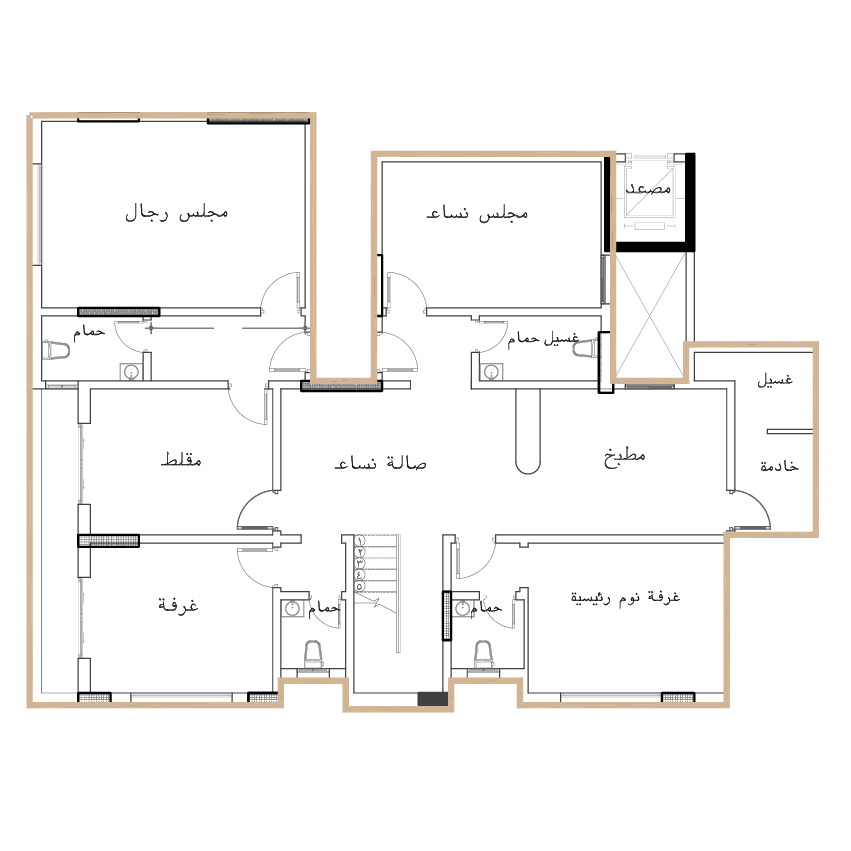 مصعد
مجلس رجال
مجلس نساء
حمام
غسيل حمام
غسيل
مقلط
صالة نساء
مطبخ
خادمة
١
٢
٣
٤
٥
غرفة
حمام
حمام
غرفة نوم رئيسية